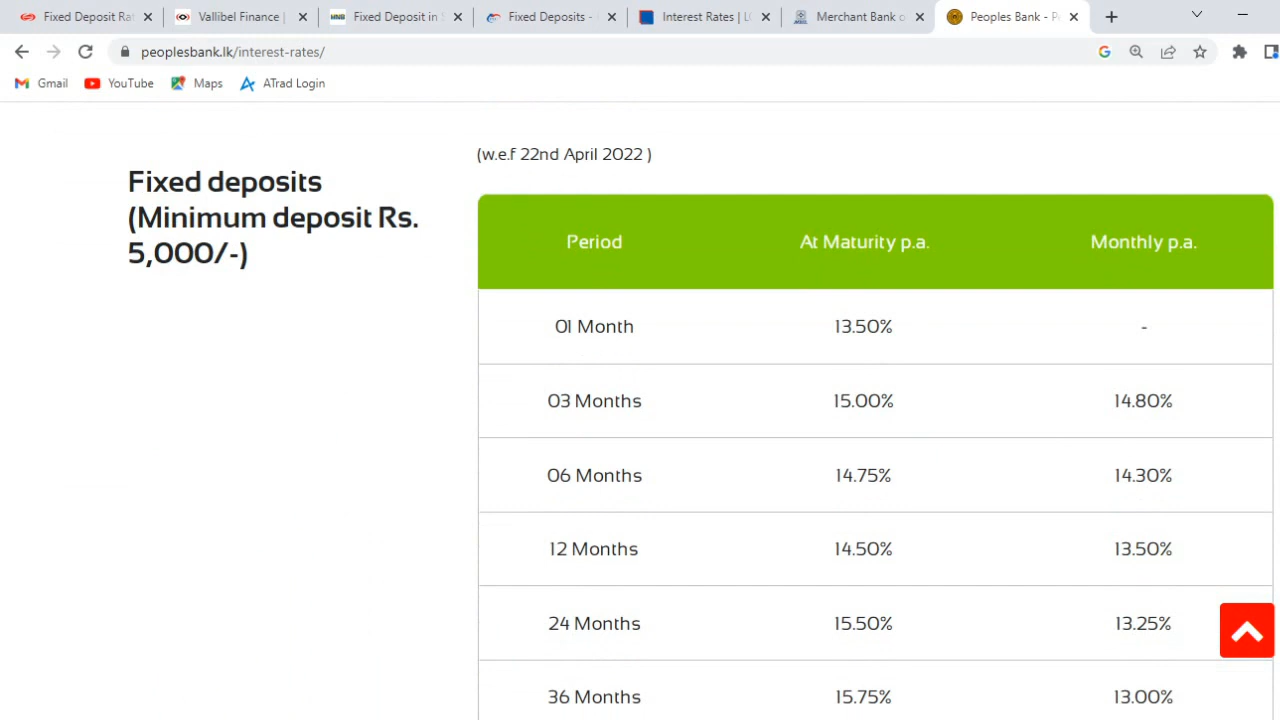 Fixed Deposit Ra
Vallibel Finance |
HNB
Fixed Deposit in S
Fixed Deposits -
Interest Rates | L
Merchant Bank o
Peoples Bank - P
peoplesbank.lk/interest-rates/
Gmail
YouTube
Maps
ATrad Login
(w.e.f 22nd April 2022 )
Fixed deposits
(Minimum deposit Rs.
5,000/-)
Period At Maturity p.a. Monthly p.a.
01 Month 13.50% -
03 Months 15.00% 14.80%
06 Months 14.75% 14.30%
12 Months 14.50% 13.50%
24 Months 15.50% 13.25%
36 Months 15.75% 13.00%